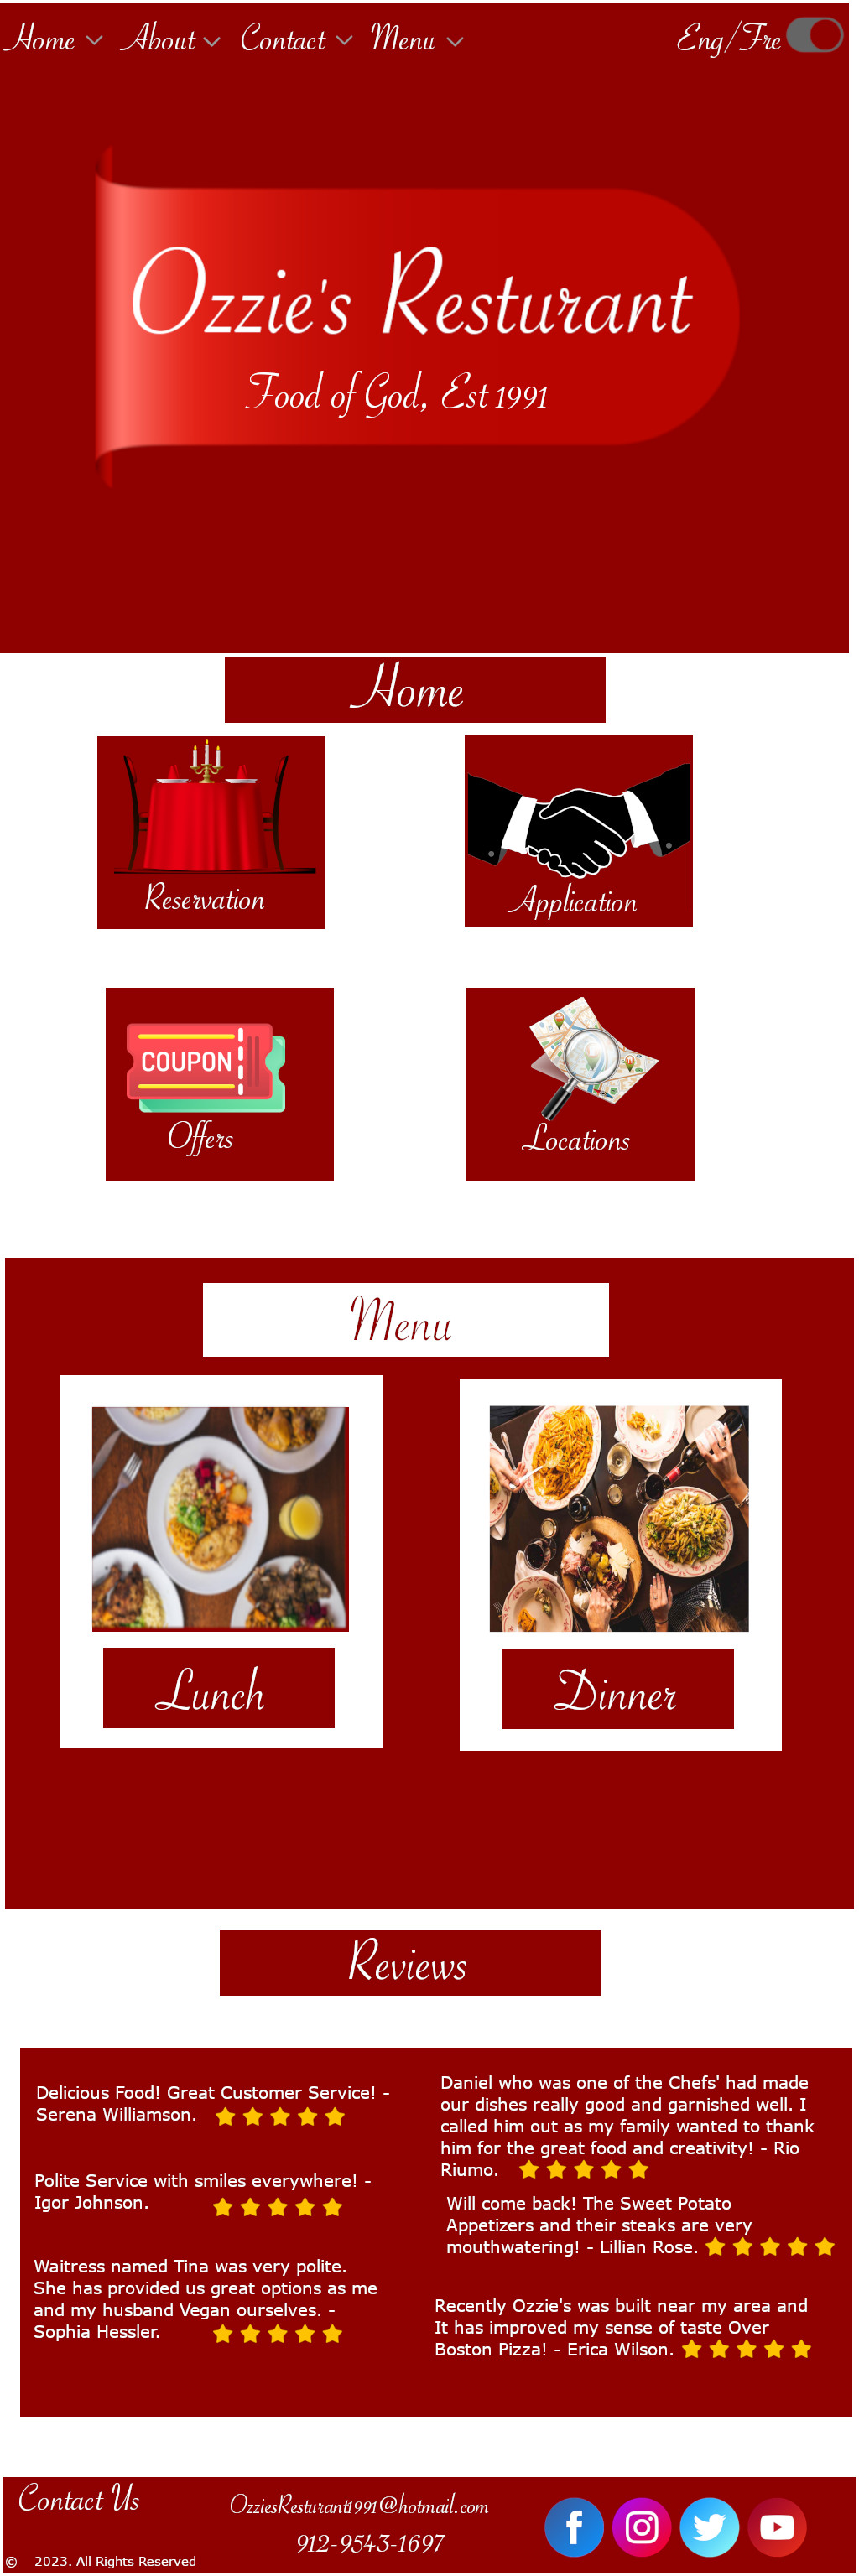 Home
About
Contact
Menu
Eng/Fre
Ozzie's Resturant
Food of God, Est 1991
Home
Reservation
Application
COUPON
Offers
Locations
Menu
Lunch
Dinner
Reviews
Delicious Food! Great Customer Service! -
Serena Williamson.
Polite Service with smiles everywhere! -
Igor Johnson.
Waitress named Tina was very polite.
She has provided us great options as me
and my husband Vegan ourselves. -
Sophia Hessler.
Daniel who was one of the Chefs' had made
our dishes really good and garnished well. I
called him out as my family wanted to thank
him for the great food and creativity! - Rio
Riumo.
Will come back! The Sweet Potato
Appetizers and their steaks are very
mouthwatering! - Lillian Rose.
Recently Ozzie's was built near my area and
It has improved my sense of taste Over
Boston Pizza! - Erica Wilson.
Contact Us
OzziesResturant1991@hotmail.com
912-9543-1697
© 2023. All Rights Reserved